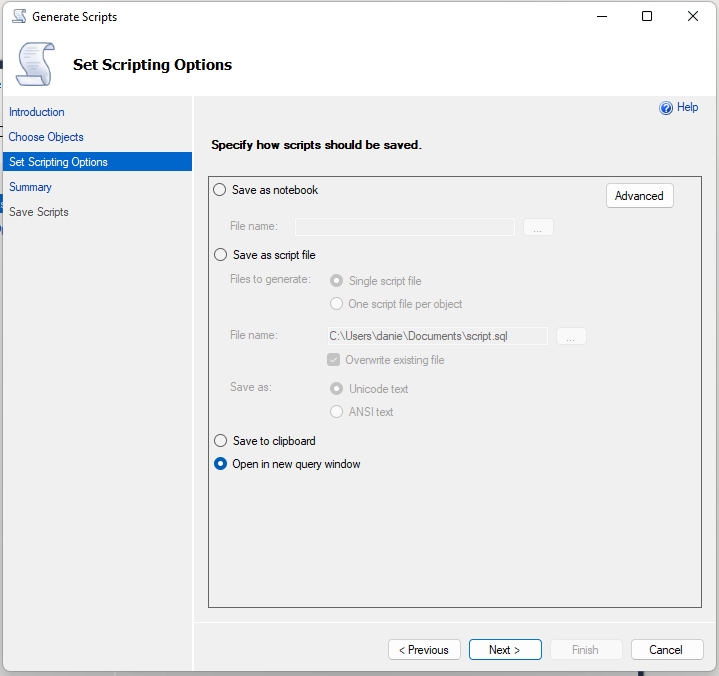 Generate Scripts
Set Scripting Options
Introduction
Choose Objects
Set Scripting Options
Summary
Save Scripts
Help
Specify how scripts should be saved.
Save as notebook
Advanced
File name:
...
Save as script file
Files to generate:
Single script file
One script file per object
File name:
C:\Users\danie\Documents\script.sql
...
Overwrite existing file
Save as:
Unicode text
ANSI text
Save to clipboard
Open in new query window
< Previous
Next >
Finish
Cancel